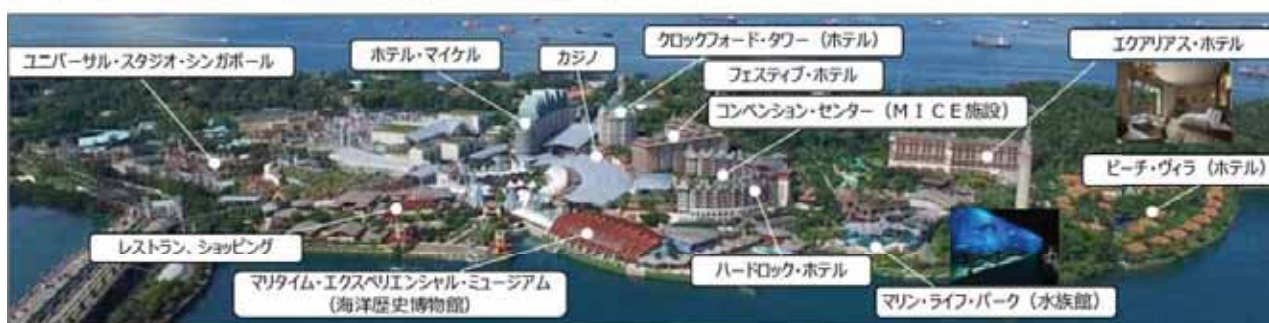 クロックフォード・タワー（ホテル）
エクアリアス・ホテル
ユニバーサル・スタジオ・シンガポール
ホテル・マイケル
カジノ
フェスティブ・ホテル
コンベンション・センター（ＭＩＣＥ施設）
ビーチ・ヴィラ（ホテル）
レストラン、ショッピング
マリタイム・エクスペリエンシャル・ミュージアム
（海洋歴史博物館）
ハードロック・ホテル
マリン・ライフ・パーク（水族館）